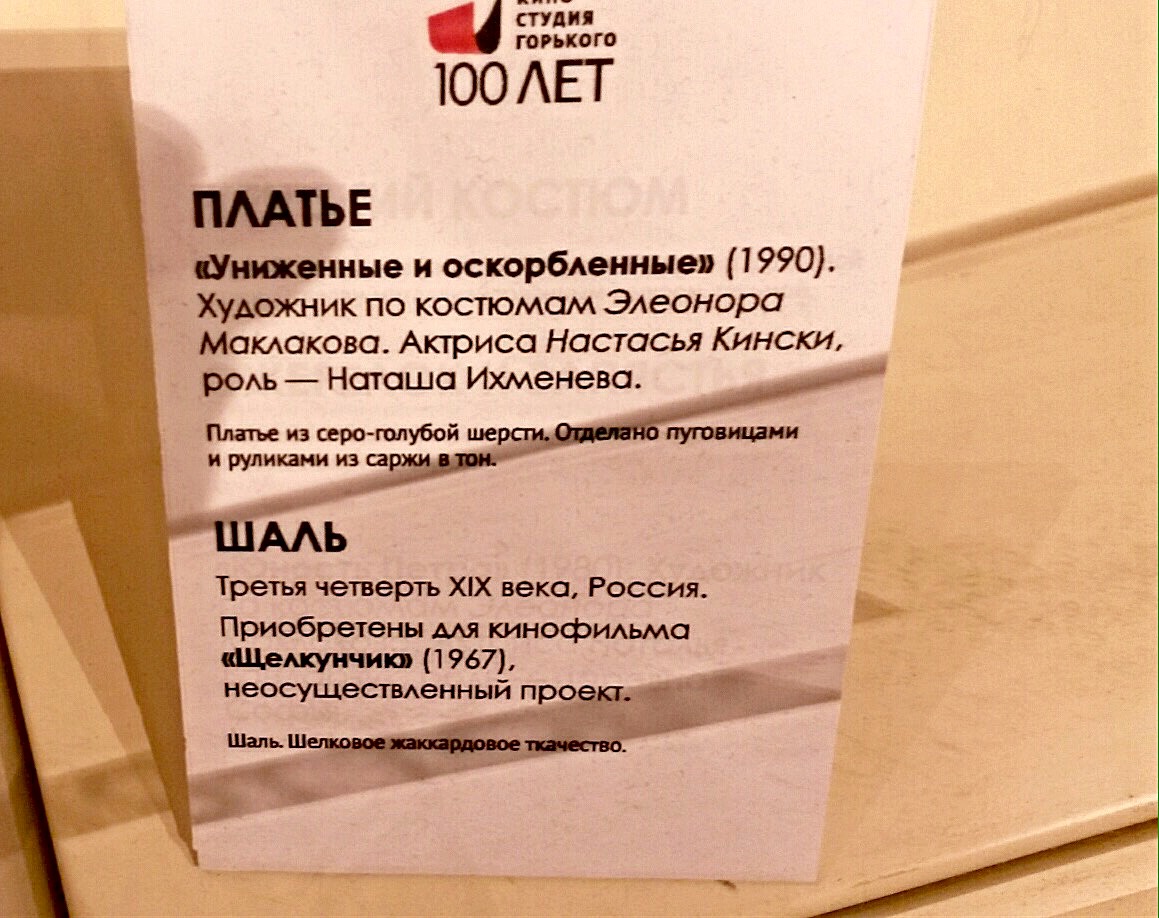 КИНО
СТУДИЯ
ГОРЬКОГО
100 ЛЕТ
ПЛАТЬЕ
«Униженные и оскорбленные» (1990).
Художник по костюмам Элеонора
Маклакова. Актриса Настасья Кински,
роль — Наташа Ихменева.
Платье из серо-голубой шерсти. Отделано пуговицами
и руликами из саржи в тон.
ШАЛЬ
Третья четверть XIX века, Россия.
Приобретены для кинофильма
«Щелкунчик» (1967),
неосуществленный проект.
Шаль. Шелковое жаккардовое ткачество.